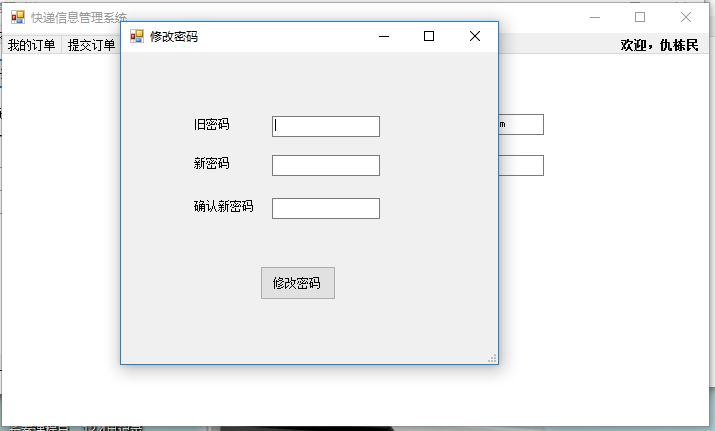 快递信息管理系统
修改密码
我的订单 提交订单
欢迎，仇栋民
旧密码
m
新密码
确认新密码
修改密码